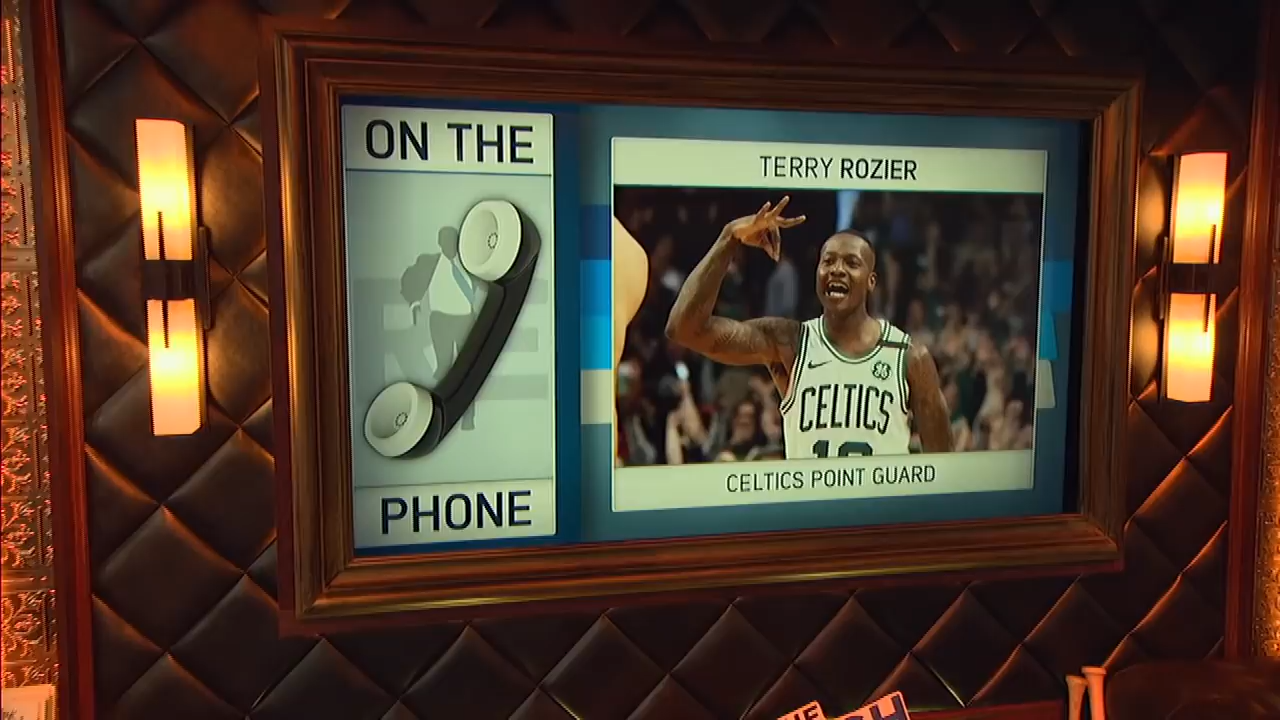 ON THE
PHONE
TERRY ROZIER
CELTICS
CELTICS POINT GUARD